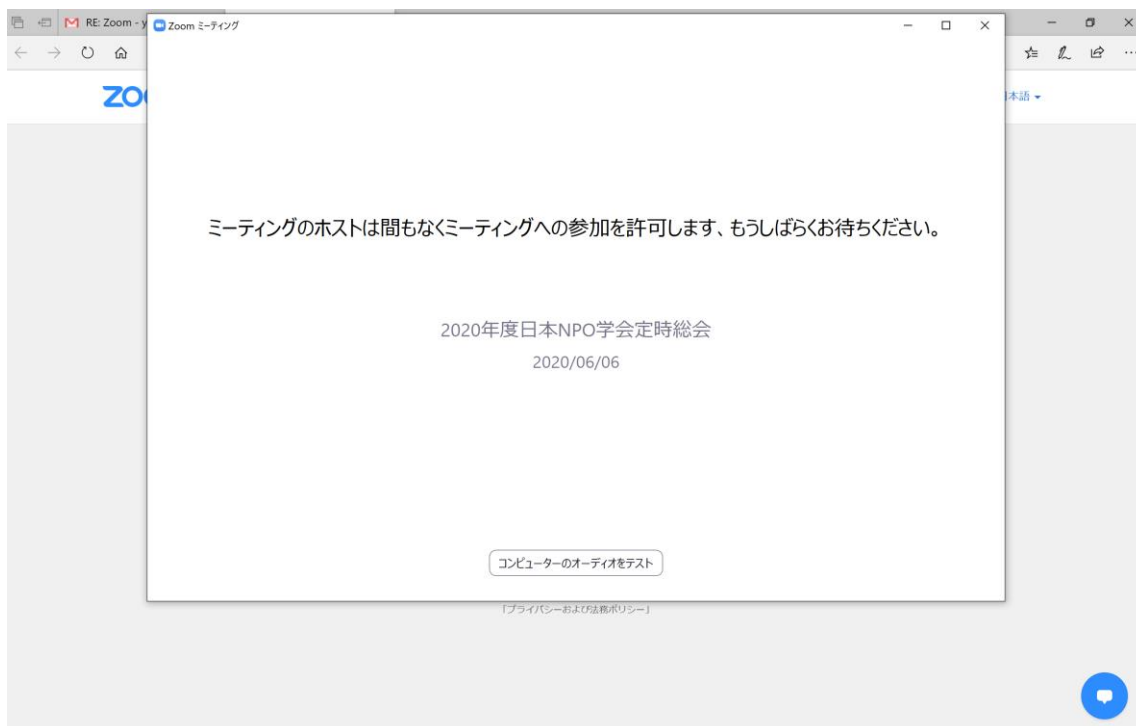 RE: Zoom - y
Zoom ミーティング
ZO
本語
ミーティングのホストは間もなくミーティングへの参加を許可します、もうしばらくお待ちください。
2020年度日本NPO学会定時総会
2020/06/06
コンピューターのオーディオをテスト
「プライバシーおよび法務ポリシー」